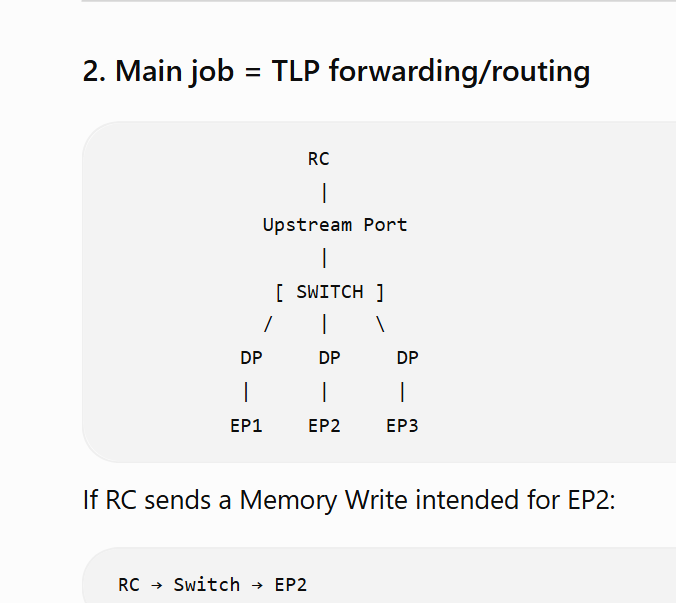 2. Main job = TLP forwarding/routing
RC
|
Upstream Port
|
[ SWITCH ]
/ | \
DP DP DP
| | |
EP1 EP2 EP3
If RC sends a Memory Write intended for EP2:
RC → Switch → EP2